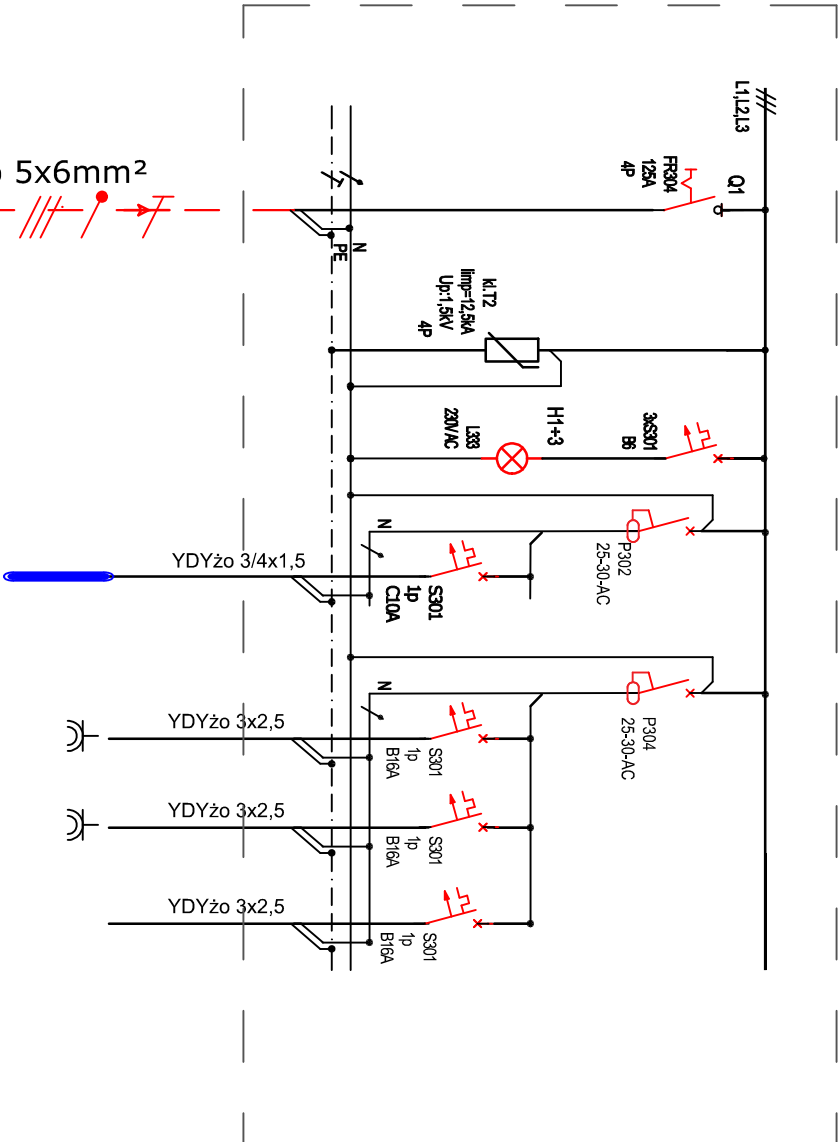 L1,L2,L3
5x6mm²
Q1
FR304
125A
4P
N
PE
kl.T2
Iimp=12,5kA
Up:1,5kV
4P
H1÷3
L333
230V AC
3xS301
B6
N
YDYżo 3/4x1,5
S301
1p
C10A
P302
25-30-AC
N
YDYżo 3x2,5
S301
1p
B16A
P304
25-30-AC
YDYżo 3x2,5
S301
1p
B16A
YDYżo 3x2,5
S301
1p
B16A